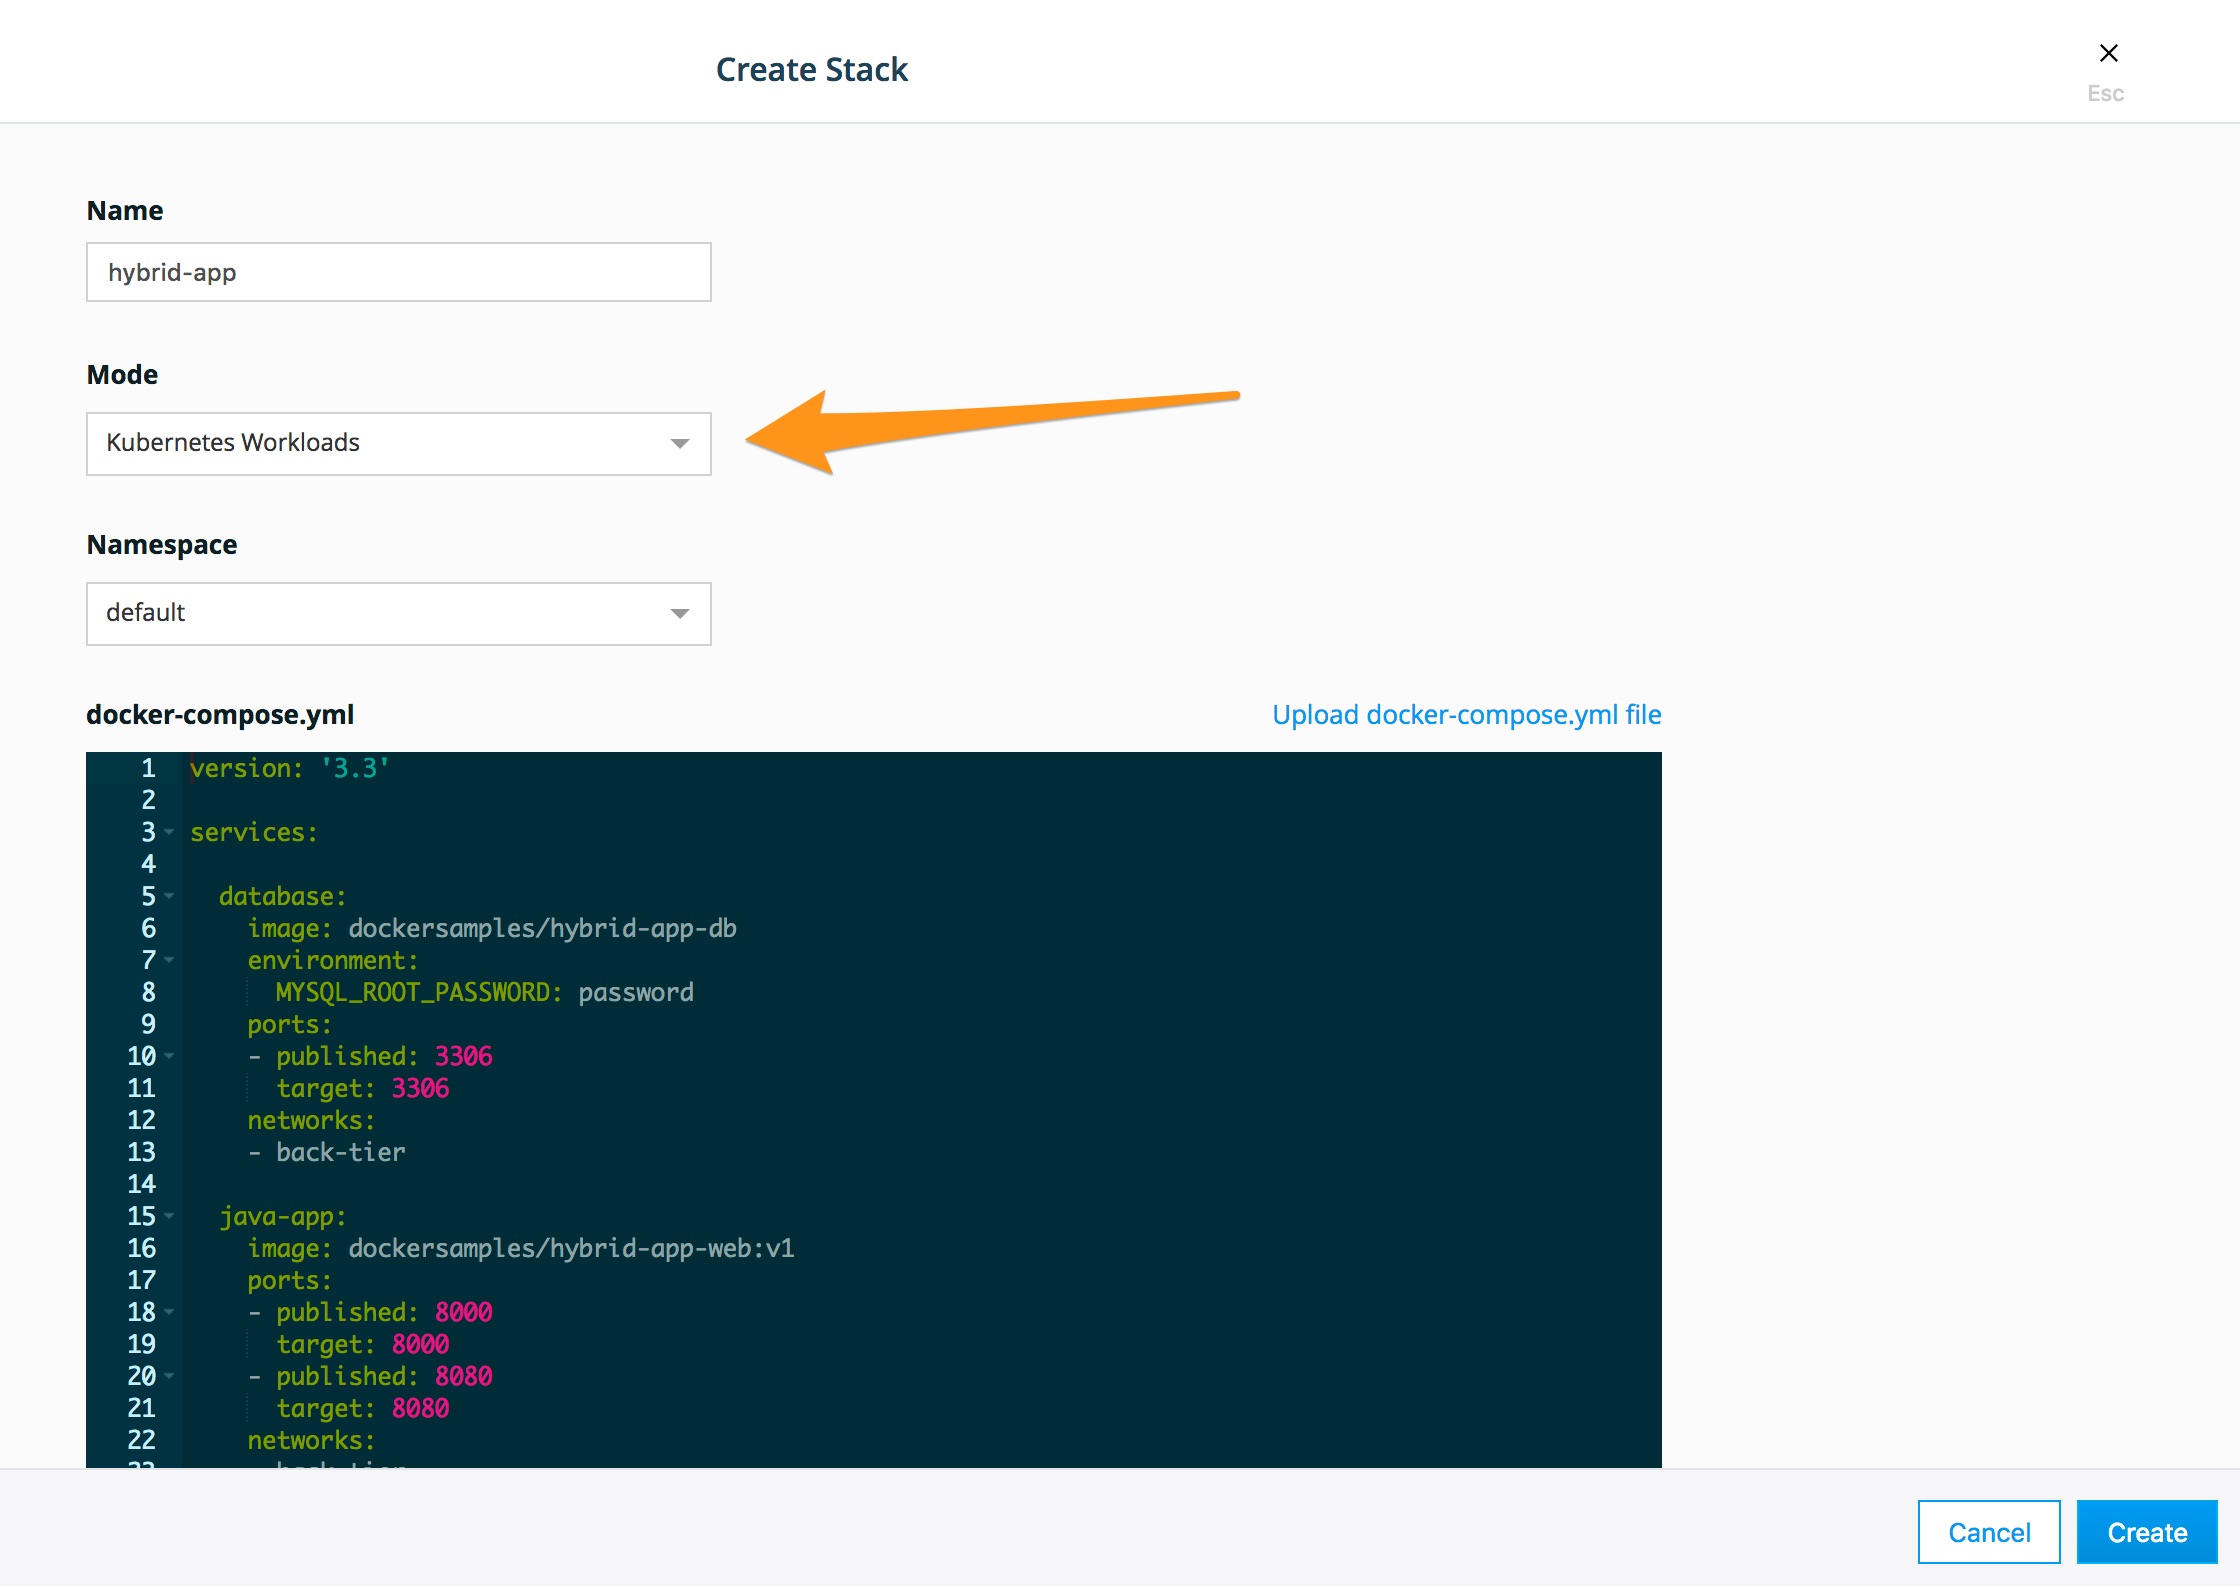 Create Stack
Esc
Name
hybrid-app
Mode
Kubernetes Workloads
Namespace
default
docker-compose.yml
Upload docker-compose.yml file
1 version: '3.3'
2
3 services:
4
5 database:
6 image: dockersamples/hybrid-app-db
7 environment:
8 MYSQL_ROOT_PASSWORD: password
9 ports:
10 - published: 3306
11 target: 3306
12 networks:
13 - back-tier
14
15 java-app:
16 image: dockersamples/hybrid-app-web:v1
17 ports:
18 - published: 8000
19 target: 8000
20 - published: 8080
21 target: 8080
22 networks:
Cancel
Create